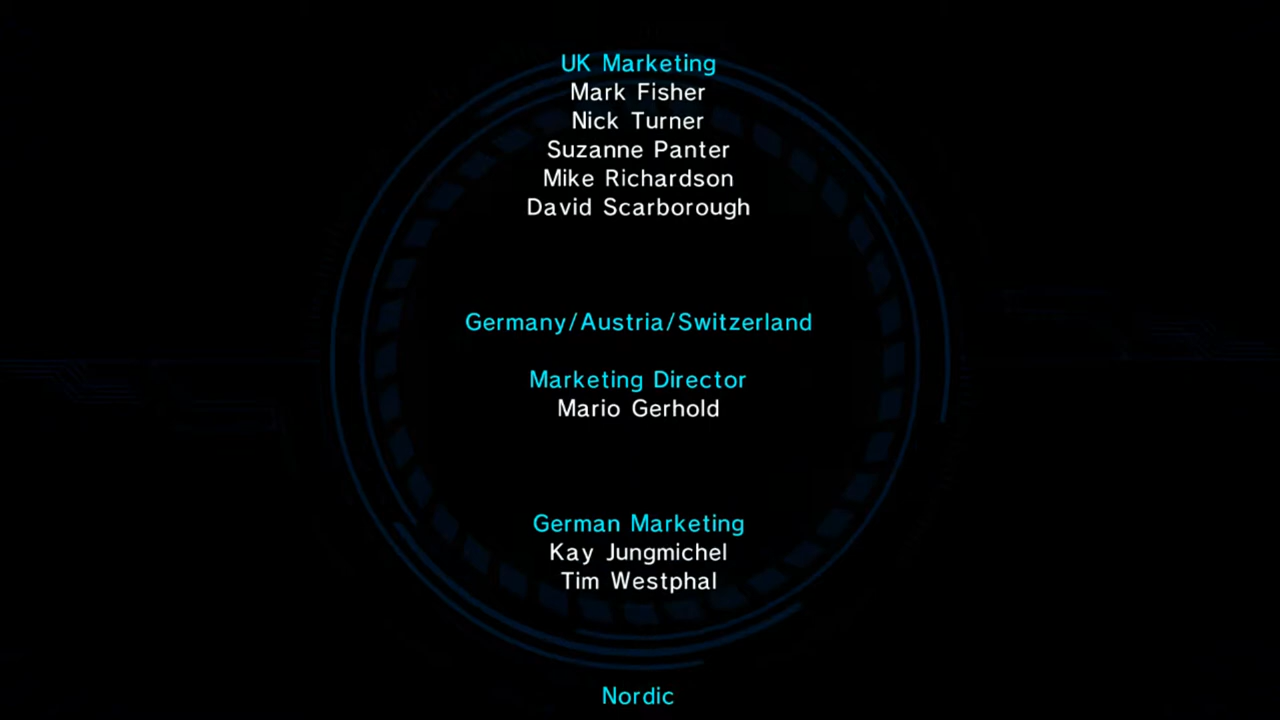 UK Marketing
Mark Fisher
Nick Turner
Suzanne Panter
Mike Richardson
David Scarborough
Germany/Austria/Switzerland
Marketing Director
Mario Gerhold
German Marketing
Kay Jungmichel
Tim Westphal
Nordic